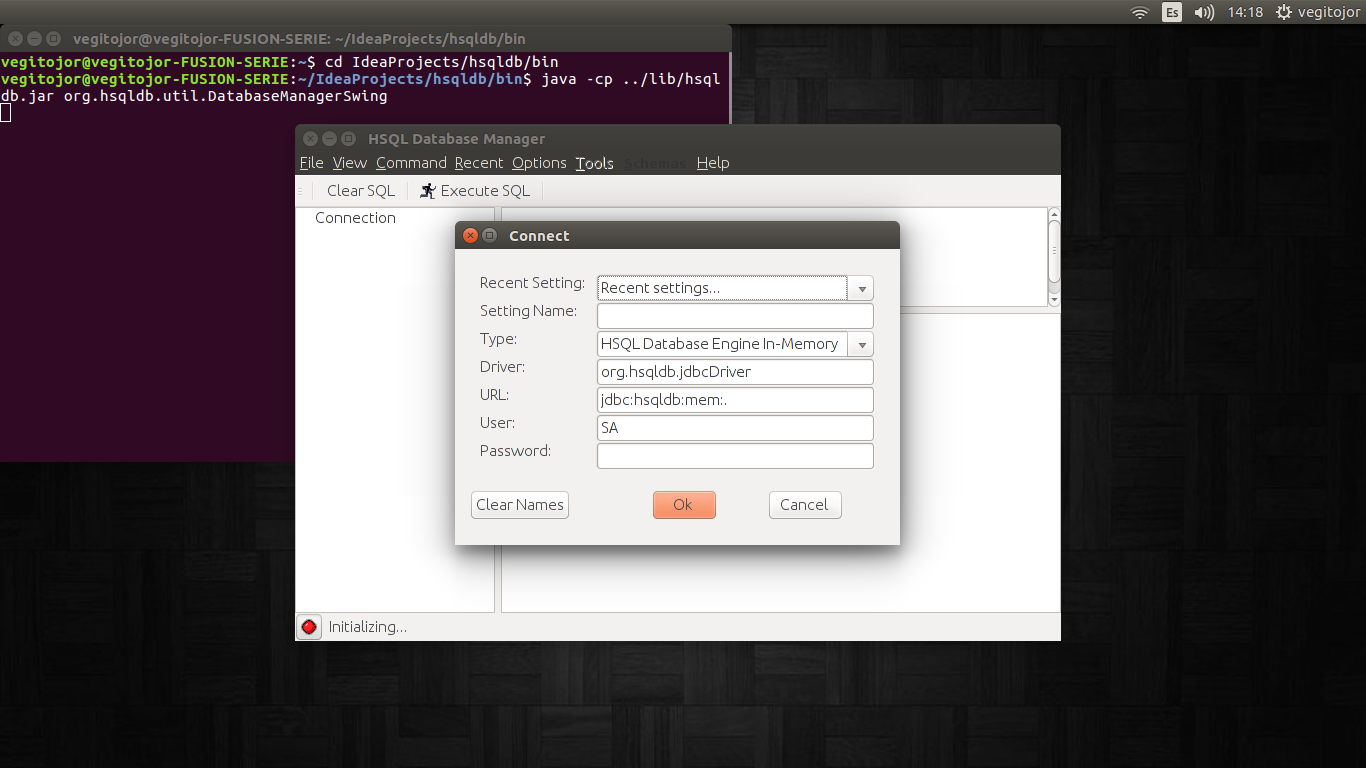 Es 14:18 vegitojor
vegitojor@vegitojor-FUSION-SERIE: ~/IdeaProjects/hsqldb/bin
vegitojor@vegitojor-FUSION-SERIE:~$ cd IdeaProjects/hsqldb/bin
vegitojor@vegitojor-FUSION-SERIE:~/IdeaProjects/hsqldb/bin$ java -cp ../lib/hsql
db.jar org.hsqldb.util.DatabaseManagerSwing
HSQL Database Manager
File View Command Recent Options Tools Schemas Help
Clear SQL Execute SQL
Connection
Connect
Recent Setting: Recent settings...
Setting Name:
Type: HSQL Database Engine In-Memory
Driver: org.hsqldb.jdbcDriver
URL: jdbc:hsqldb:mem:.
User: SA
Password:
Clear Names Ok Cancel
Initializing...